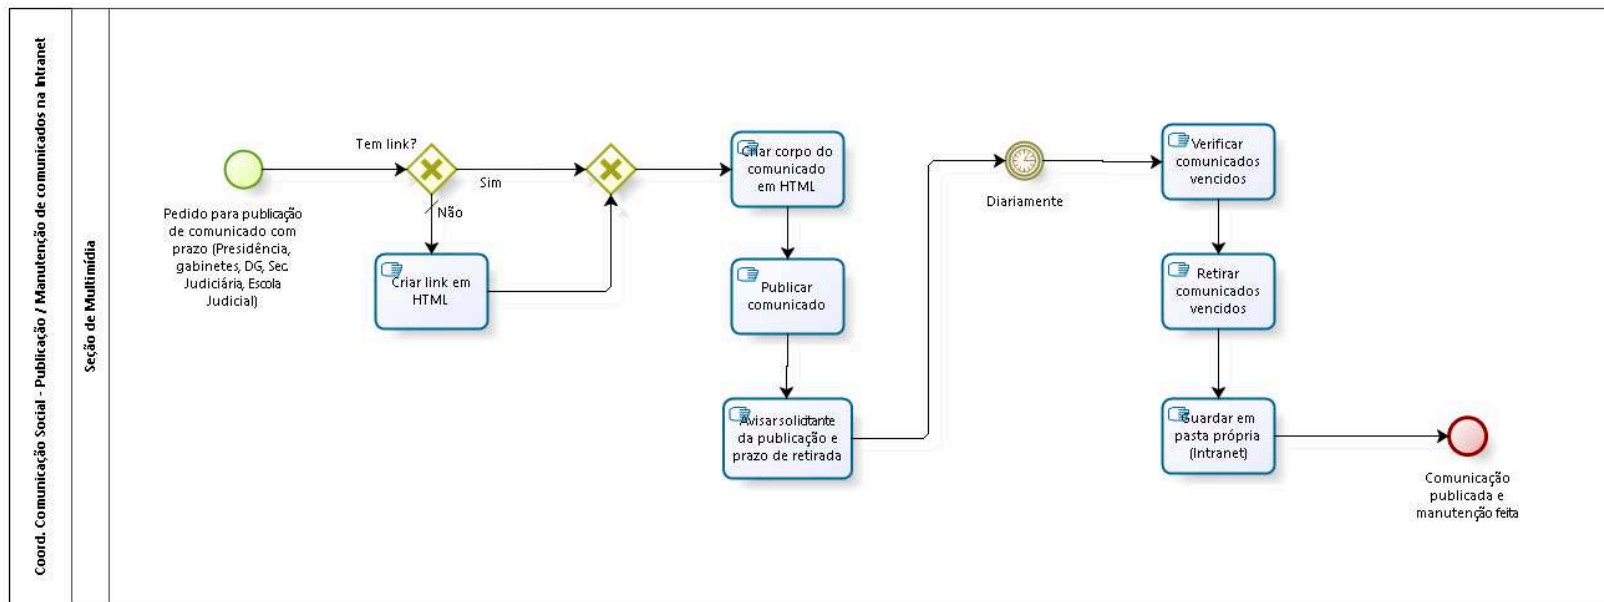 Coord. Comunicação Social - Publicação / Manutenção de comunicados na Intranet
Seção de Multimídia
Pedido para publicação
de comunicado com
prazo (Presidência,
gabinetes, DG, Sec.
Judiciária, Escola
Judicial)
Tem link?
Sim
Não
Criar link em
HTML
Criar corpo do
comunicado
em HTML
Publicar
comunicado
Avisar solicitante
da publicação e
prazo de retirada
Diariamente
Verificar
comunicados
vencidos
Retirar
comunicados
vencidos
Guardar em
pasta própria
(Intranet)
Comunicação
publicada e
manutenção feita